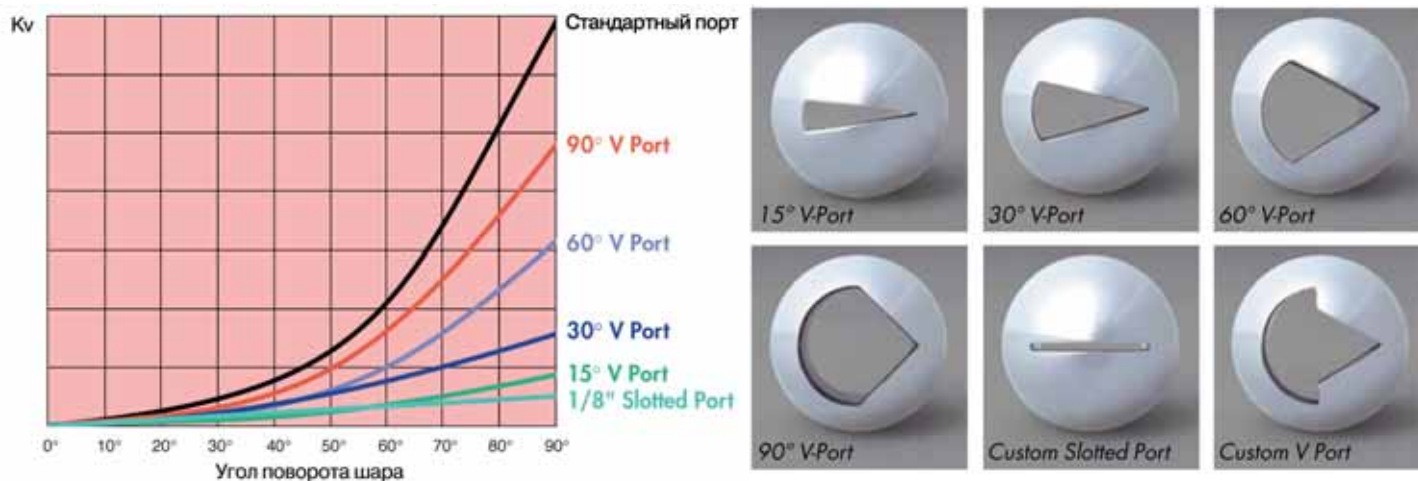 Kv
Стандартный порт
90° V Port
60° V Port
30° V Port
15° V Port
1/8" Slotted Port
0° 10° 20° 30° 40° 50° 60° 70° 80° 90°
Угол поворота шара
15° V-Port
30° V-Port
60° V-Port
90° V-Port
Custom Slotted Port
Custom V Port